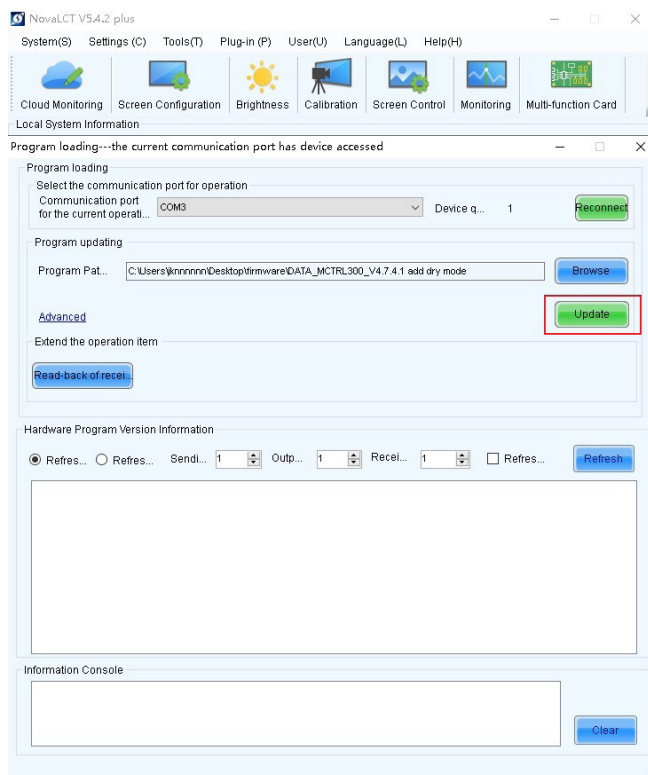 NovaLCT V5.4.2 plus
System(S) Settings (C) Tools(T) Plug-in (P) User(U) Language(L) Help(H)
Cloud Monitoring Screen Configuration Brightness Calibration Screen Control Monitoring Multi-function Card
Local System Information
Program loading---the current communication port has device accessed
Program loading
Select the communication port for operation
Communication port
for the current operati... COM3 Device q... 1 Reconnect
Program updating
Program Pat... C:\Users\jknnnnnn\Desktop\firmware\DATA_MCTRL300_V4.7.4.1 add dry mode Browse
Advanced Update
Extend the operation item
Read-back of recei...
Hardware Program Version Information
Refres... Refres... Sendi... 1 Outp... 1 Recei... 1 Refres... Refresh
Information Console
Clear